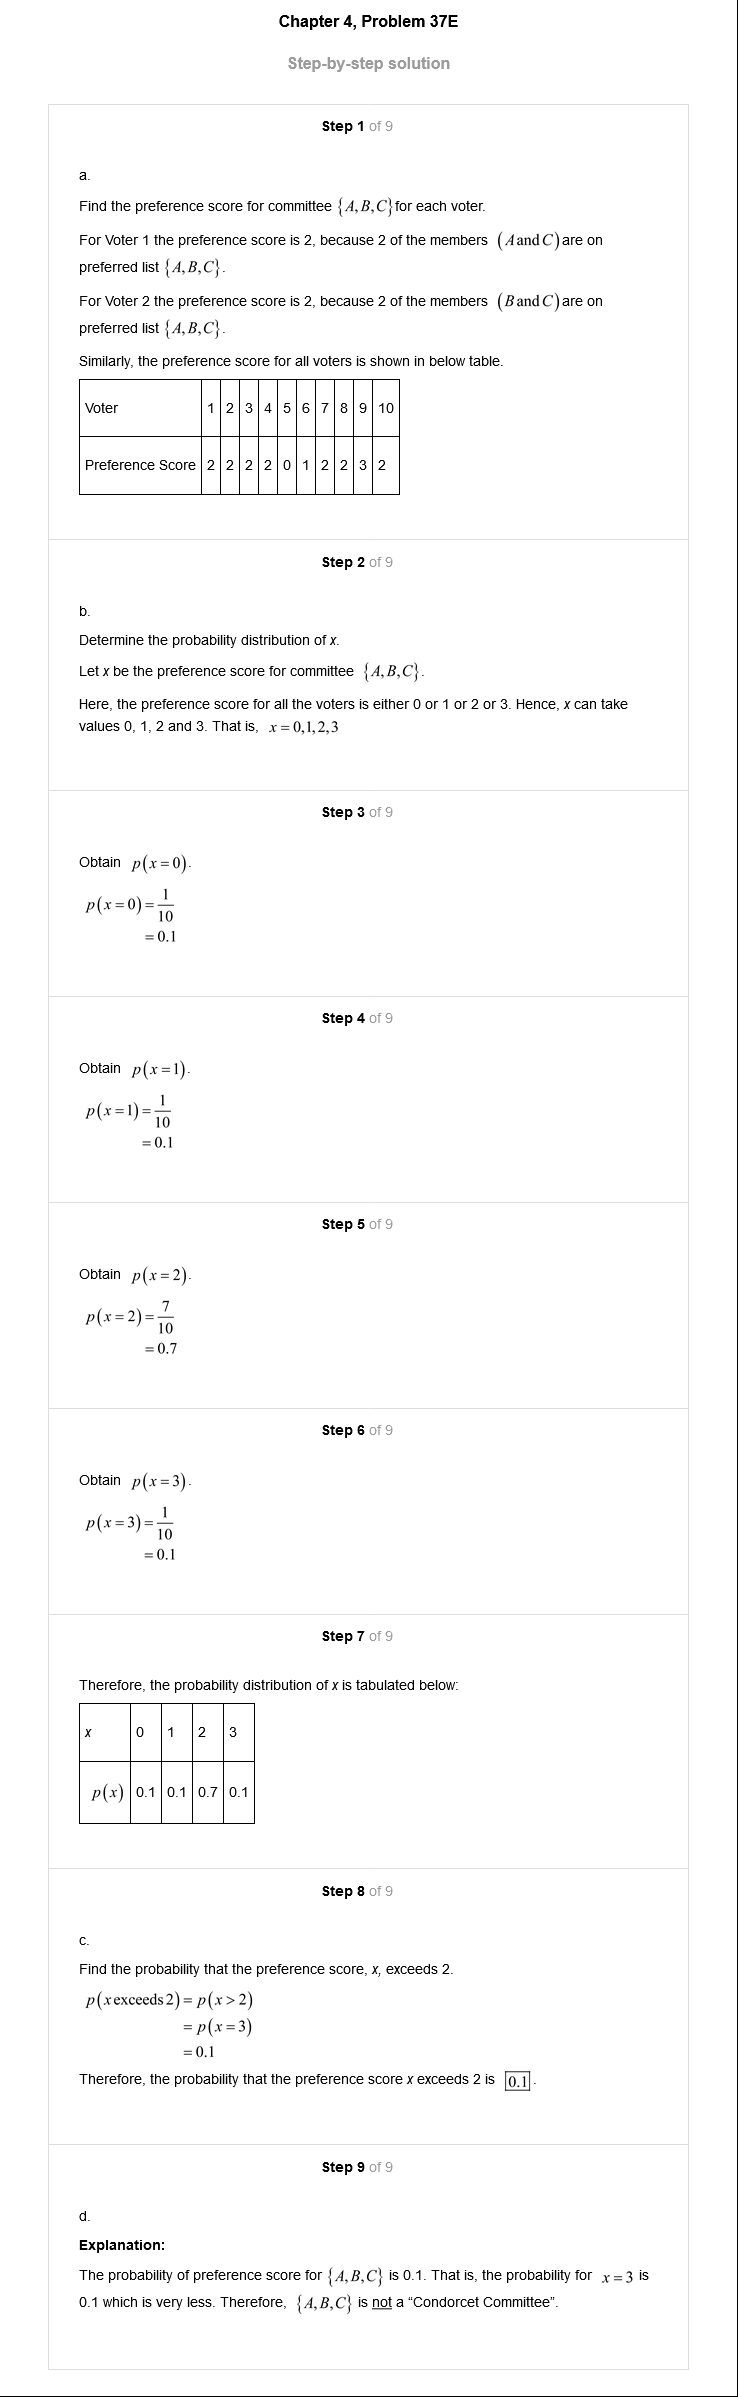 Chapter 4, Problem 37E
Step-by-step solution
Step 1 of 9
a.
Find the preference score for committee {A, B, C} for each voter.
For Voter 1 the preference score is 2, because 2 of the members (A and C) are on
preferred list {A, B, C}.
For Voter 2 the preference score is 2, because 2 of the members (B and C) are on
preferred list {A, B, C}.
Similarly, the preference score for all voters is shown in below table.
Voter 1 2 3 4 5 6 7 8 9 10
Preference Score 2 2 2 2 0 1 2 2 3 2
Step 2 of 9
b.
Determine the probability distribution of x.
Let x be the preference score for committee {A, B, C}.
Here, the preference score for all the voters is either 0 or 1 or 2 or 3. Hence, x can take
values 0, 1, 2 and 3. That is, x = 0,1,2,3
Step 3 of 9
Obtain p(x = 0).
p(x = 0) = 1/10
= 0.1
Step 4 of 9
Obtain p(x = 1).
p(x = 1) = 1/10
= 0.1
Step 5 of 9
Obtain p(x = 2).
p(x = 2) = 7/10
= 0.7
Step 6 of 9
Obtain p(x = 3).
p(x = 3) = 1/10
= 0.1
Step 7 of 9
Therefore, the probability distribution of x is tabulated below:
x 0 1 2 3
p(x) 0.1 0.1 0.7 0.1
Step 8 of 9
c.
Find the probability that the preference score, x, exceeds 2.
p(x exceeds 2) = p(x > 2)
= p(x = 3)
= 0.1
Therefore, the probability that the preference score x exceeds 2 is 0.1.
Step 9 of 9
d.
Explanation:
The probability of preference score for {A, B, C} is 0.1. That is, the probability for x = 3 is
0.1 which is very less. Therefore, {A, B, C} is not a “Condorcet Committee”.